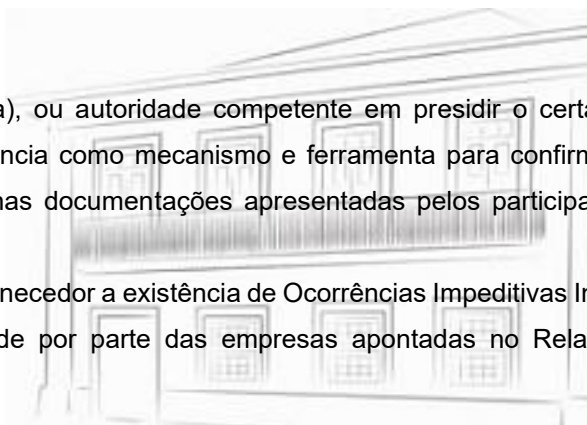 a), ou autoridade competente em presidir o certa
ncia como mecanismo e ferramenta para confirm
nas documentações apresentadas pelos participa
necedor a existência de Ocorrências Impeditivas In
de por parte das empresas apontadas no Rela